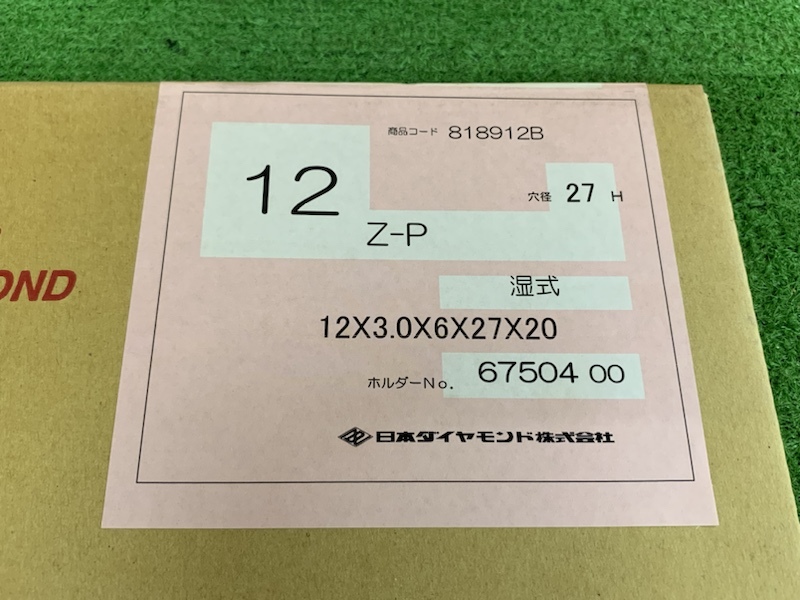 商品コード 818912B
12
穴径 27 H
Z-P
湿式
12X3.0X6X27X20
ホルダーNo. 67504 00
日本ダイヤモンド株式会社
OND